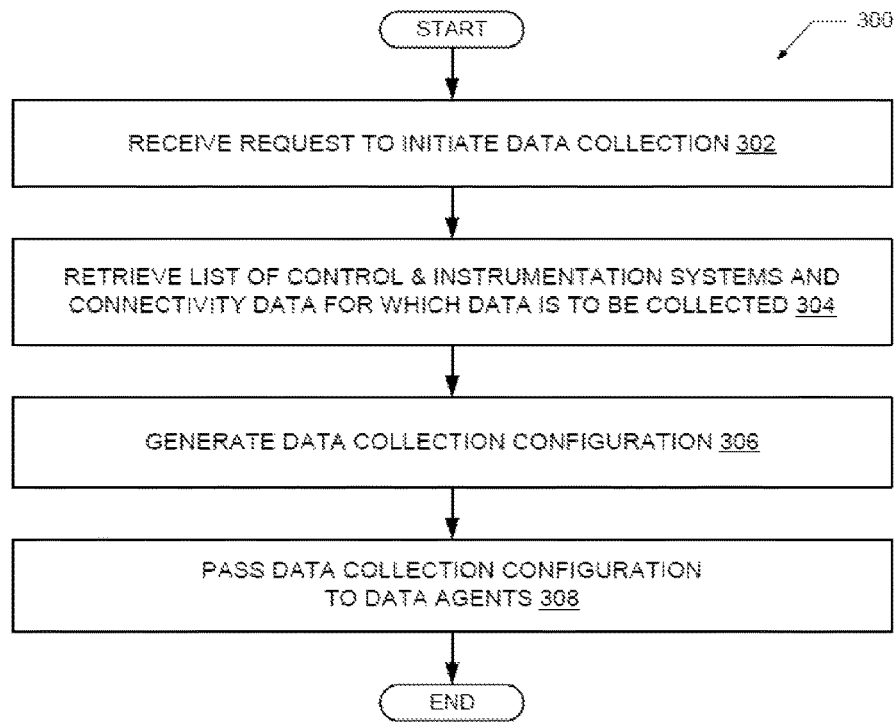 START
300
RECEIVE REQUEST TO INITIATE DATA COLLECTION 302
RETRIEVE LIST OF CONTROL & INSTRUMENTATION SYSTEMS AND
CONNECTIVITY DATA FOR WHICH DATA IS TO BE COLLECTED 304
GENERATE DATA COLLECTION CONFIGURATION 306
PASS DATA COLLECTION CONFIGURATION
TO DATA AGENTS 308
END